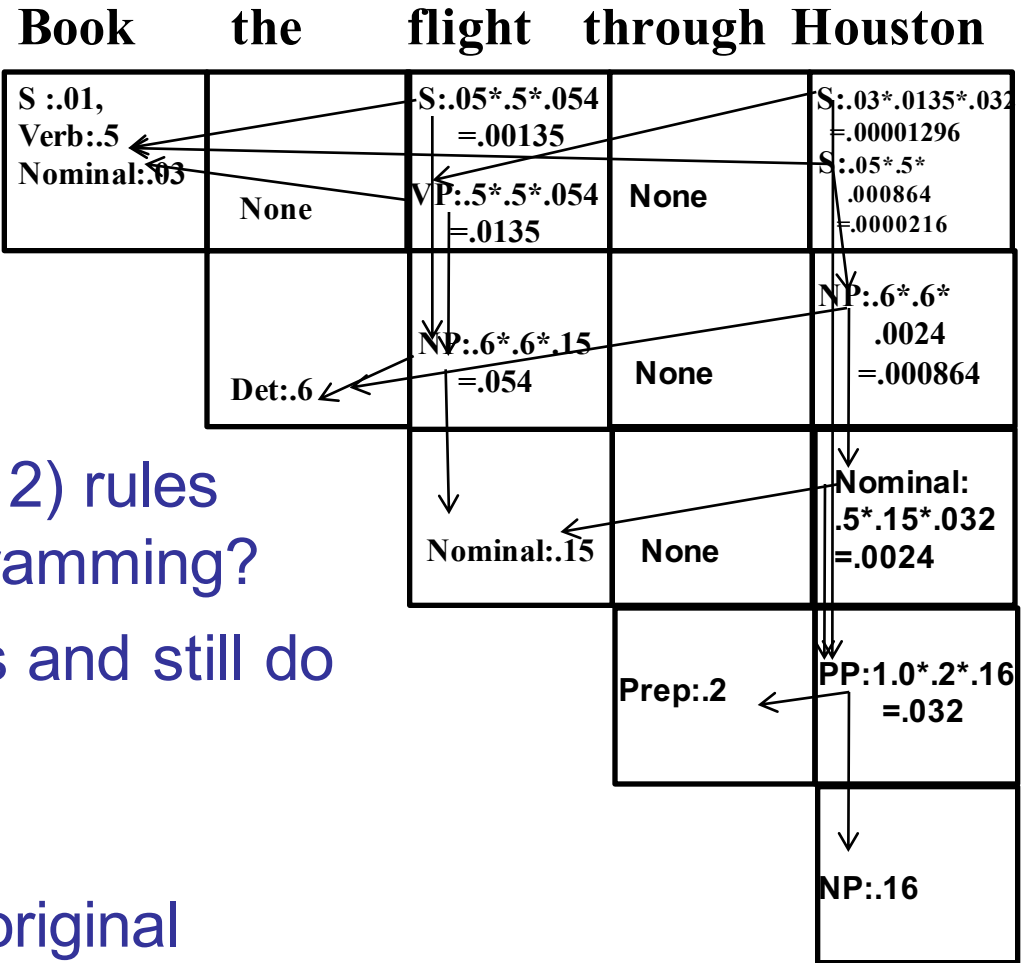 Book the flight through Houston
S :.01,
Verb:.5
Nominal:.03
None
S:.05*.5*.054
=.00135
VP:.5*.5*.054
=.0135
None
S:.03*.0135*.032
=.00001296
S:.05*.5*
.000864
=.0000216
Det:.6
NP:.6*.6*.15
=.054
None
NP:.6*.6*
.0024
=.000864
Nominal:.15
None
Nominal:
.5*.15*.032
=.0024
Prep:.2
PP:1.0*.2*.16
=.032
NP:.16
2) rules
amming?
s and still do
original